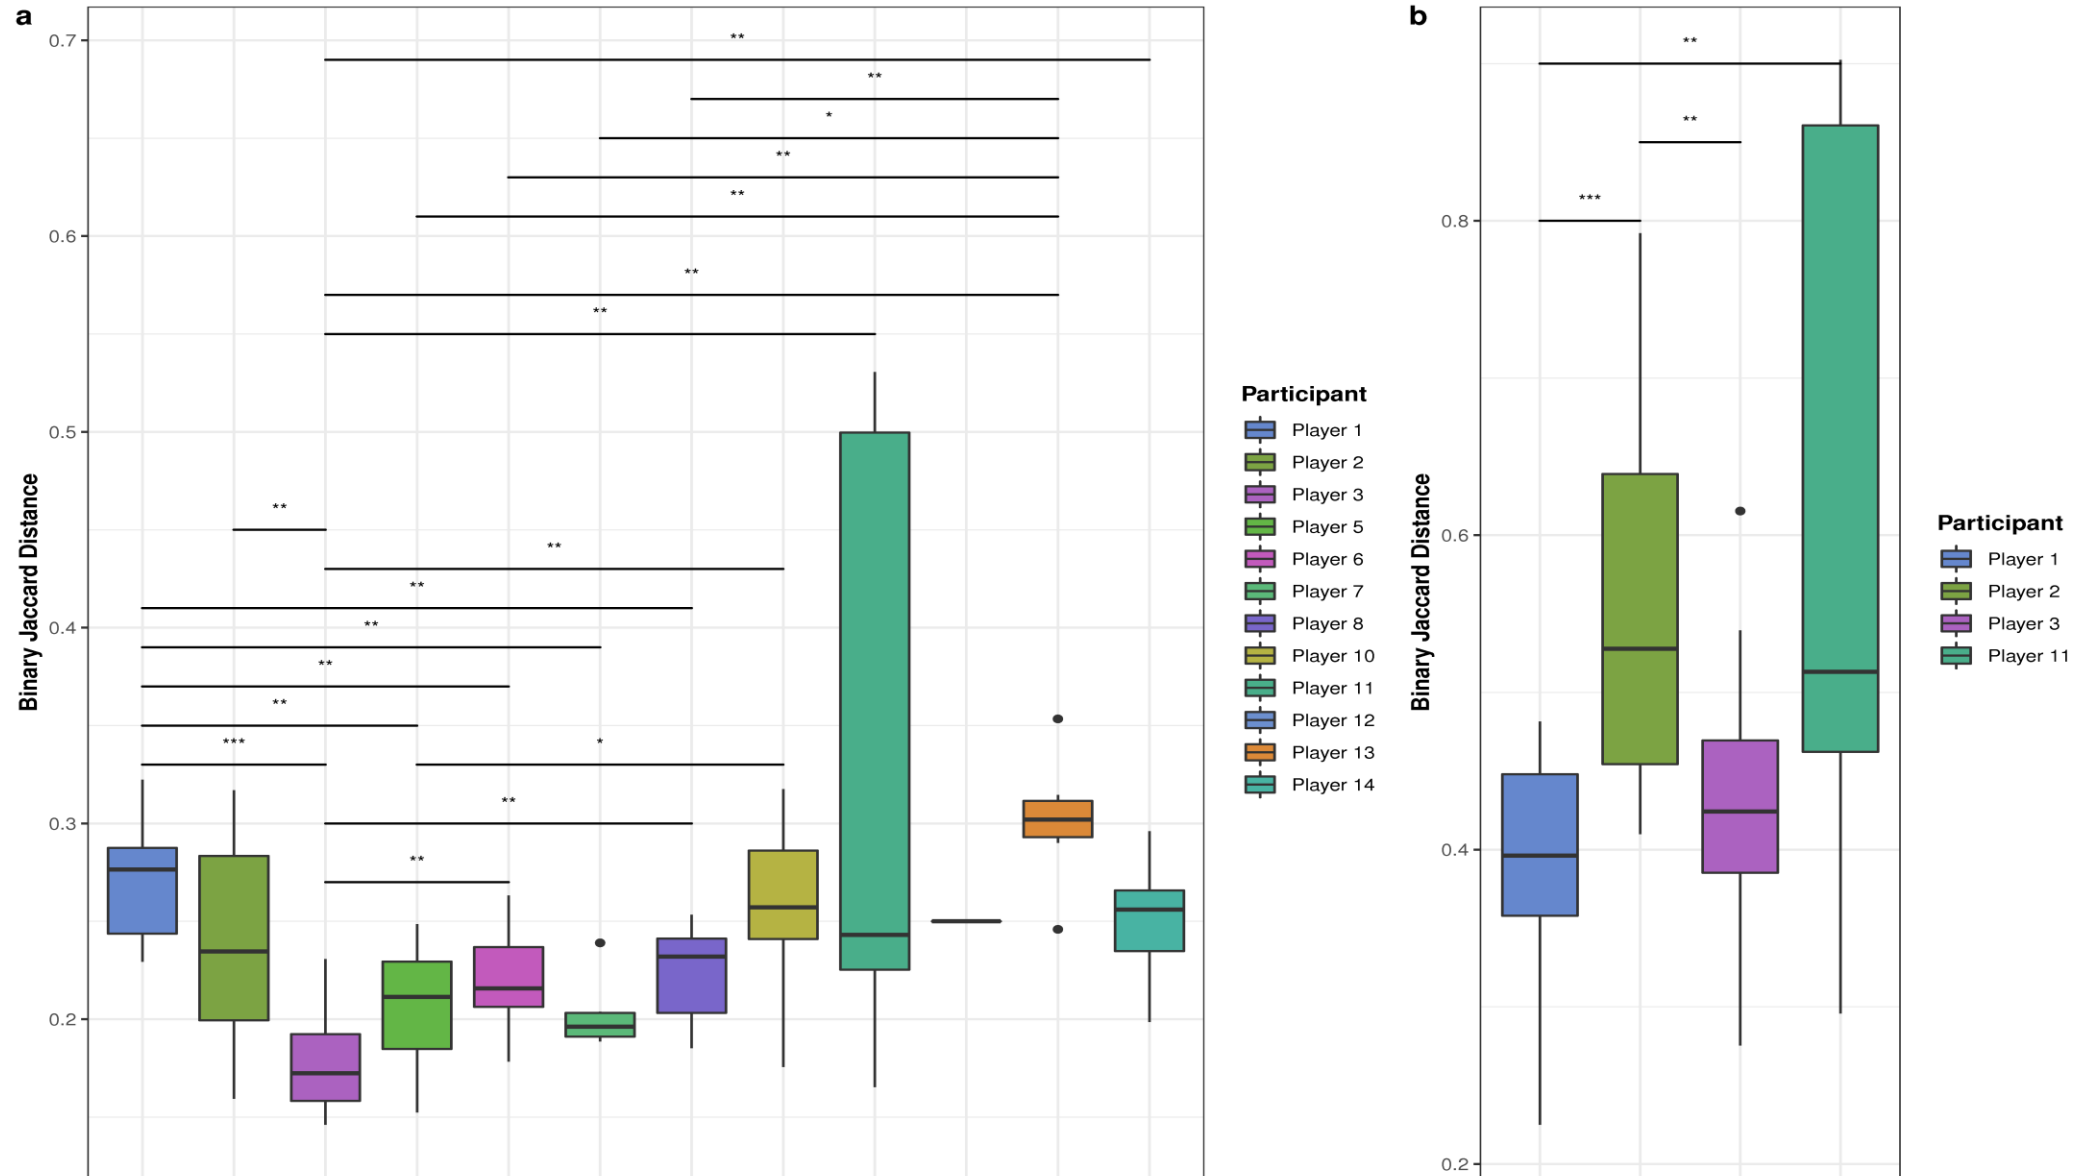 a
0.7
0.6
0.5
0.4
0.3
0.2
Binary Jaccard Distance
**
**
*
**
**
**
**
**
**
**
**
**
**
***
*
**
**
Participant
Player 1
Player 2
Player 3
Player 5
Player 6
Player 7
Player 8
Player 10
Player 11
Player 12
Player 13
Player 14
b
0.8
0.6
0.4
0.2
Binary Jaccard Distance
**
**
***
Participant
Player 1
Player 2
Player 3
Player 11